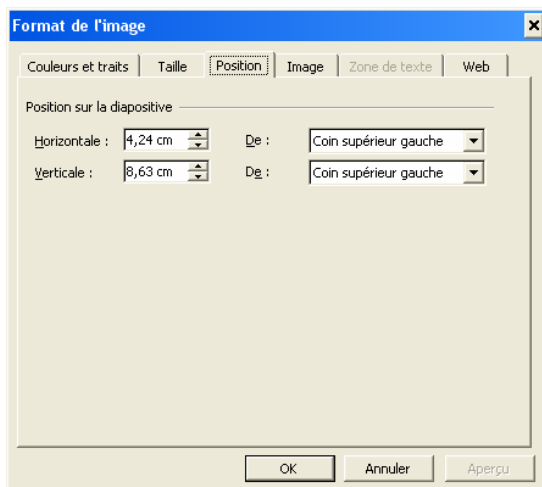 Format de l'image
Couleurs et traits Taille Position Image Zone de texte Web
Position sur la diapositive
Horizontale : 4,24 cm De : Coin supérieur gauche
Verticale : 8,63 cm De : Coin supérieur gauche
OK Annuler Aperçu